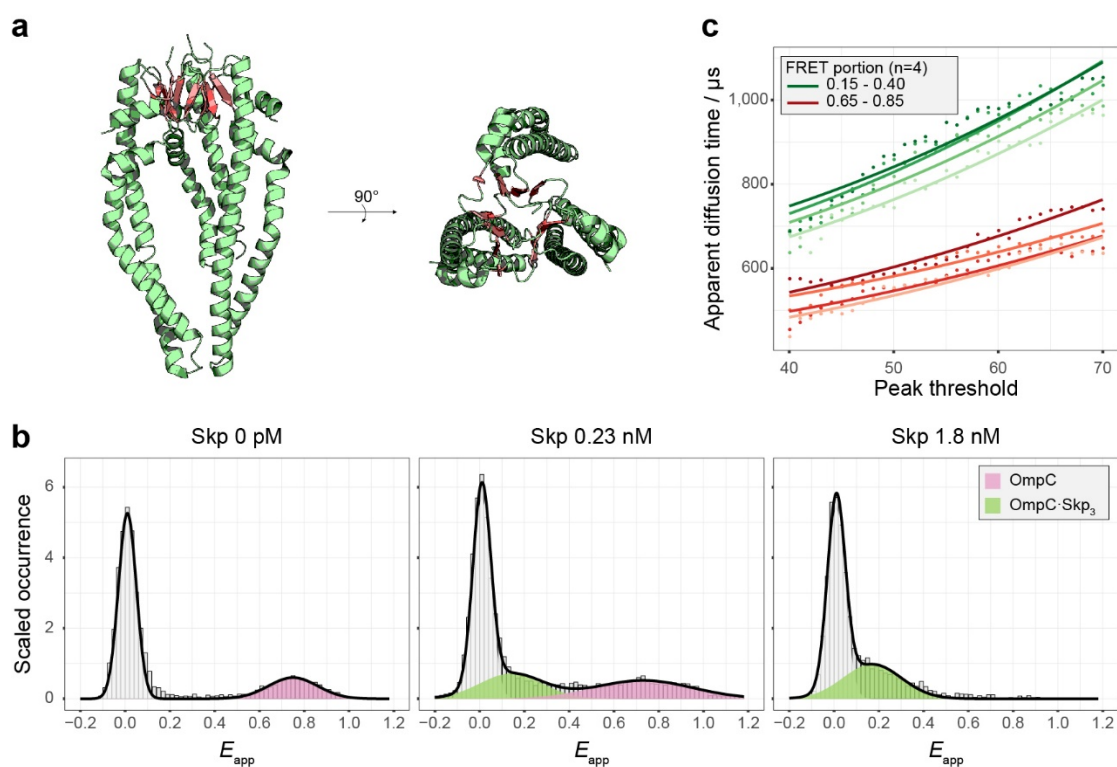 a
90°
c
FRET portion (n=4)
0.15 - 0.40
0.65 - 0.85
1,000
800
600
Apparent diffusion time / µs
40 50 60 70
Peak threshold
b
Skp 0 pM
Skp 0.23 nM
Skp 1.8 nM
OmpC
OmpC·Skp₃
6
4
2
0
Scaled occurrence
−0.2 0.0 0.2 0.4 0.6 0.8 1.0 1.2
−0.2 0.0 0.2 0.4 0.6 0.8 1.0 1.2
−0.2 0.0 0.2 0.4 0.6 0.8 1.0 1.2
Eapp
Eapp
Eapp